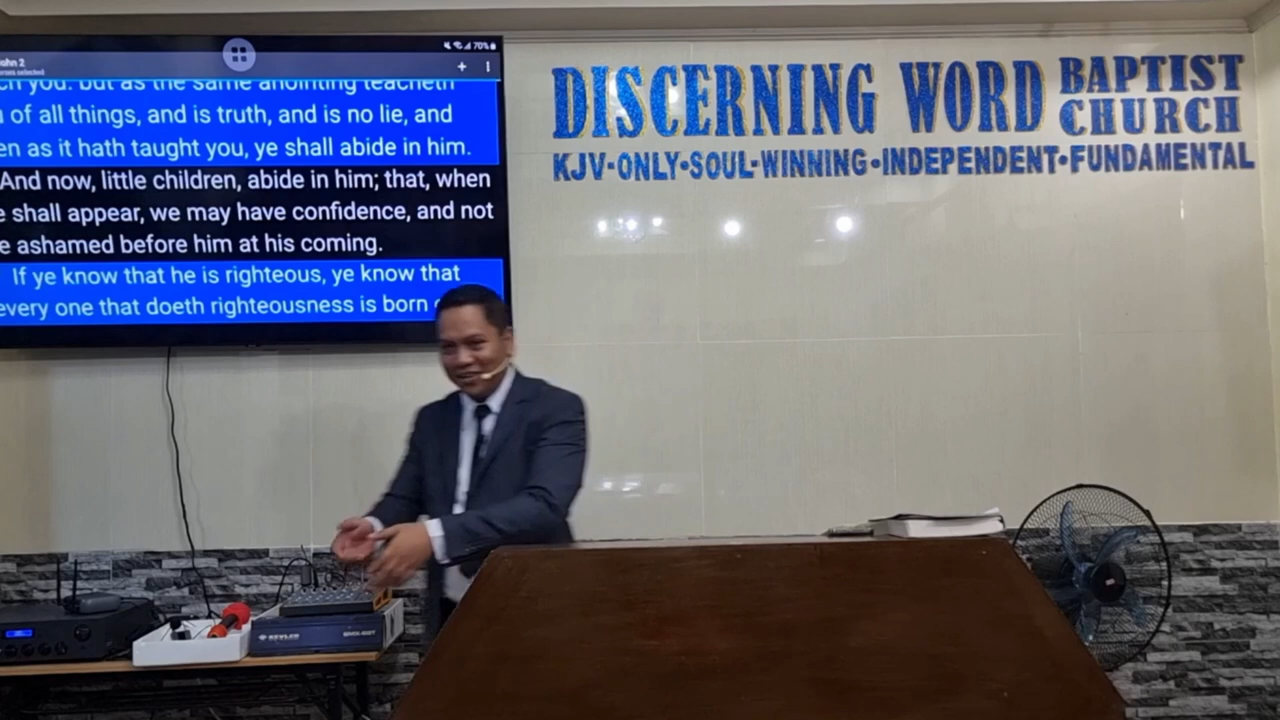 70%
John 2
verses selected
you: but as the same anointing teacheth
of all things, and is truth, and is no lie, and
as it hath taught you, ye shall abide in him.
And now, little children, abide in him; that, when
shall appear, we may have confidence, and not
ashamed before him at his coming.
If ye know that he is righteous, ye know that
every one that doeth righteousness is born
DISCERNING WORD BAPTIST CHURCH
KJV-ONLY•SOUL-WINNING•INDEPENDENT•FUNDAMENTAL
KEVLER